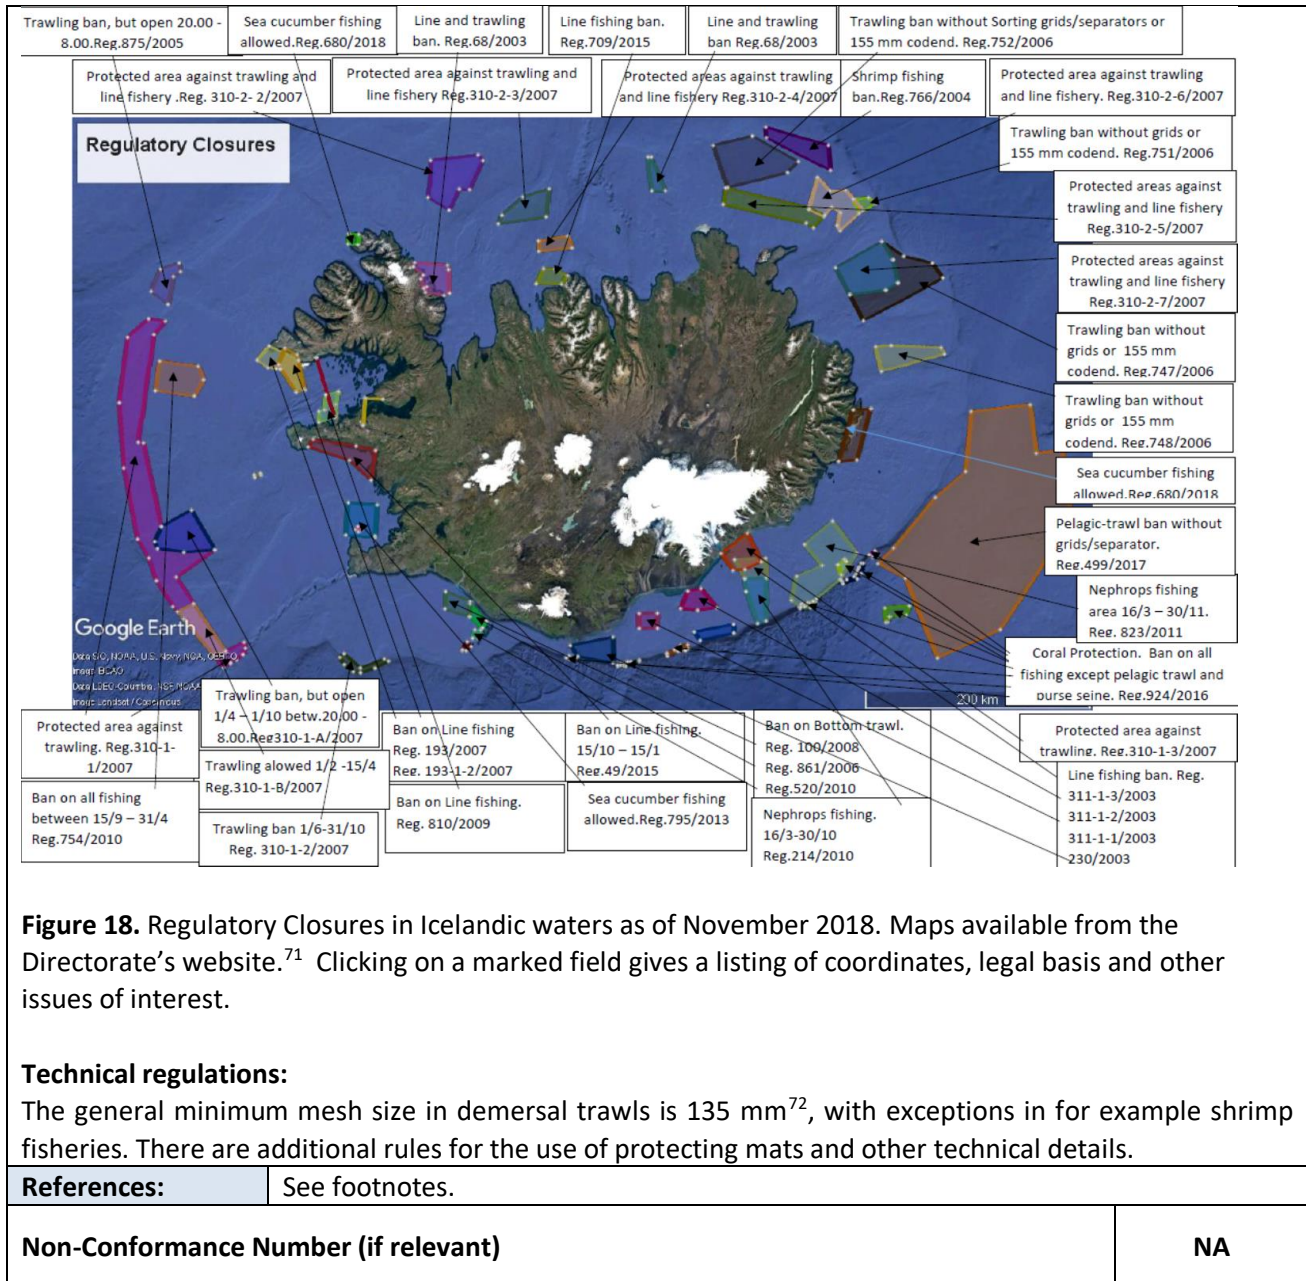 Trawling ban, but open 20.00 -
8.00.Reg.875/2005
Sea cucumber fishing
allowed.Reg.680/2018
Line and trawling
ban. Reg.68/2003
Line fishing ban.
Reg.709/2015
Line and trawling
ban Reg.68/2003
Trawling ban without Sorting grids/separators or
155 mm codend. Reg.752/2006
Protected area against trawling and
line fishery .Reg. 310-2- 2/2007
Protected area against trawling and
line fishery Reg.310-2-3/2007
Protected areas against trawling
and line fishery Reg.310-2-4/2007
Shrimp fishing
ban.Reg.766/2004
Protected area against trawling
and line fishery. Reg.310-2-6/2007
Regulatory Closures
Trawling ban without grids or
155 mm codend. Reg.751/2006
Protected areas against
trawling and line fishery
Reg.310-2-5/2007
Protected areas against
trawling and line fishery
Reg.310-2-7/2007
Trawling ban without
grids or 155 mm
codend. Reg.747/2006
Trawling ban without
grids or 155 mm
codend. Reg.748/2006
Sea cucumber fishing
allowed.Reg.680/2018
Pelagic-trawl ban without
grids/separator.
Reg.499/2017
Nephrops fishing
area 16/3 – 30/11.
Reg. 823/2011
Coral Protection. Ban on all
fishing except pelagic trawl and
purse seine. Reg.924/2016
Google Earth
Data SIO, NOAA, U.S. Navy, NGA, GEBCO
Image IBCAO
Data LDEO-Columbia, NSF, NOAA
Image Landsat / Copernicus
200 km
Protected area against
trawling. Reg.310-1-
1/2007
Trawling ban, but open
1/4 – 1/10 betw.20.00 -
8.00.Reg310-1-A/2007
Ban on Line fishing
Reg. 193/2007
Reg. 193-1-2/2007
Ban on Line fishing.
15/10 – 15/1
Reg.49/2015
Ban on Bottom trawl.
Reg. 100/2008
Reg. 861/2006
Reg.520/2010
Protected area against
trawling. Reg.310-1-3/2007
Trawling alowed 1/2 -15/4
Reg.310-1-B/2007
Line fishing ban. Reg.
311-1-3/2003
311-1-2/2003
311-1-1/2003
230/2003
Ban on all fishing
between 15/9 – 31/4
Reg.754/2010
Trawling ban 1/6-31/10
Reg. 310-1-2/2007
Ban on Line fishing.
Reg. 810/2009
Sea cucumber fishing
allowed.Reg.795/2013
Nephrops fishing.
16/3-30/10
Reg.214/2010
Figure 18. Regulatory Closures in Icelandic waters as of November 2018. Maps available from the
Directorate’s website.71 Clicking on a marked field gives a listing of coordinates, legal basis and other
issues of interest.
Technical regulations:
The general minimum mesh size in demersal trawls is 135 mm72, with exceptions in for example shrimp
fisheries. There are additional rules for the use of protecting mats and other technical details.
References: See footnotes.
Non-Conformance Number (if relevant) NA